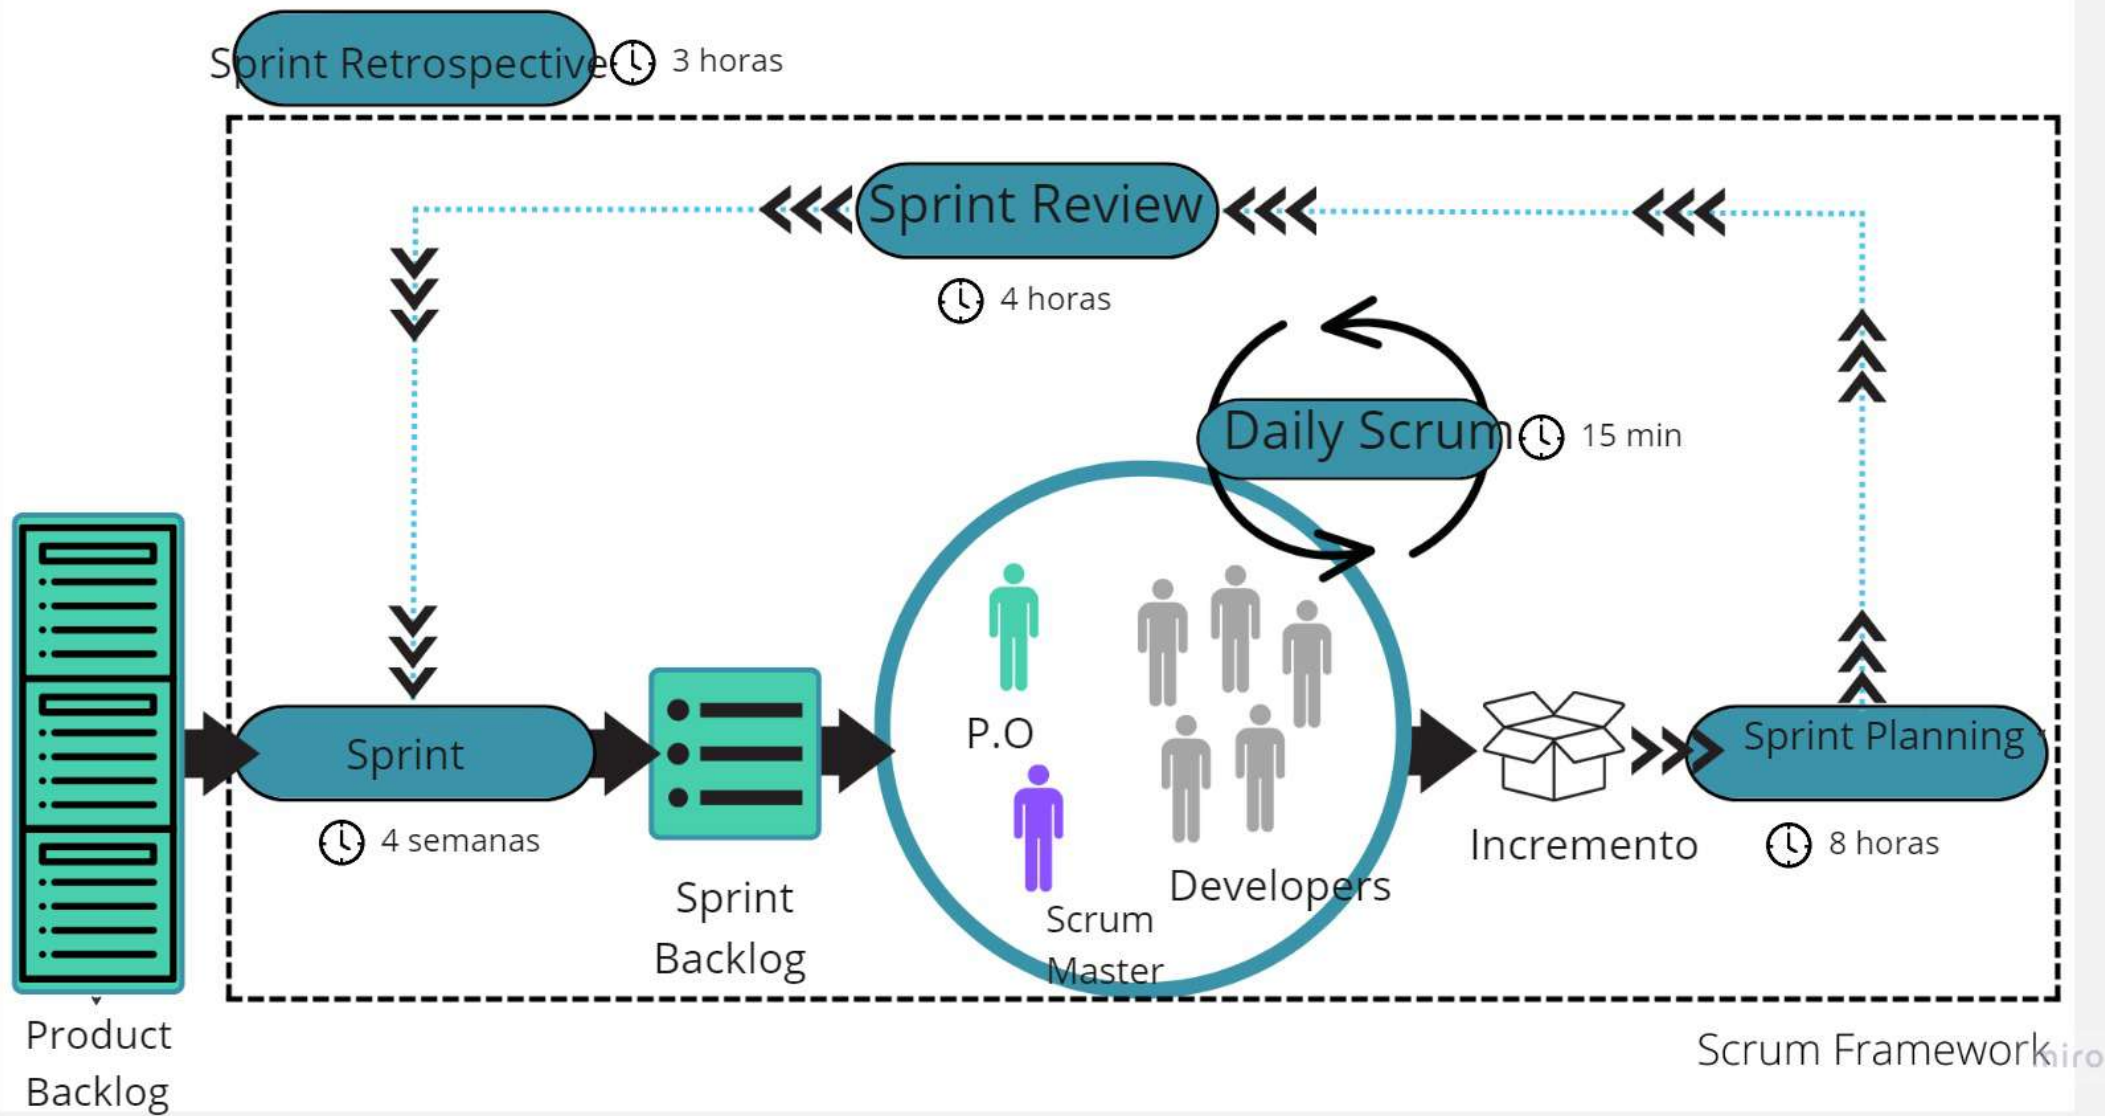 Sprint Retrospective
3 horas
Sprint Review
4 horas
Daily Scrum
15 min
P.O
Sprint
4 semanas
Sprint
Backlog
Scrum
Master
Developers
Incremento
Sprint Planning
8 horas
Product
Backlog
Scrum Framework
miro